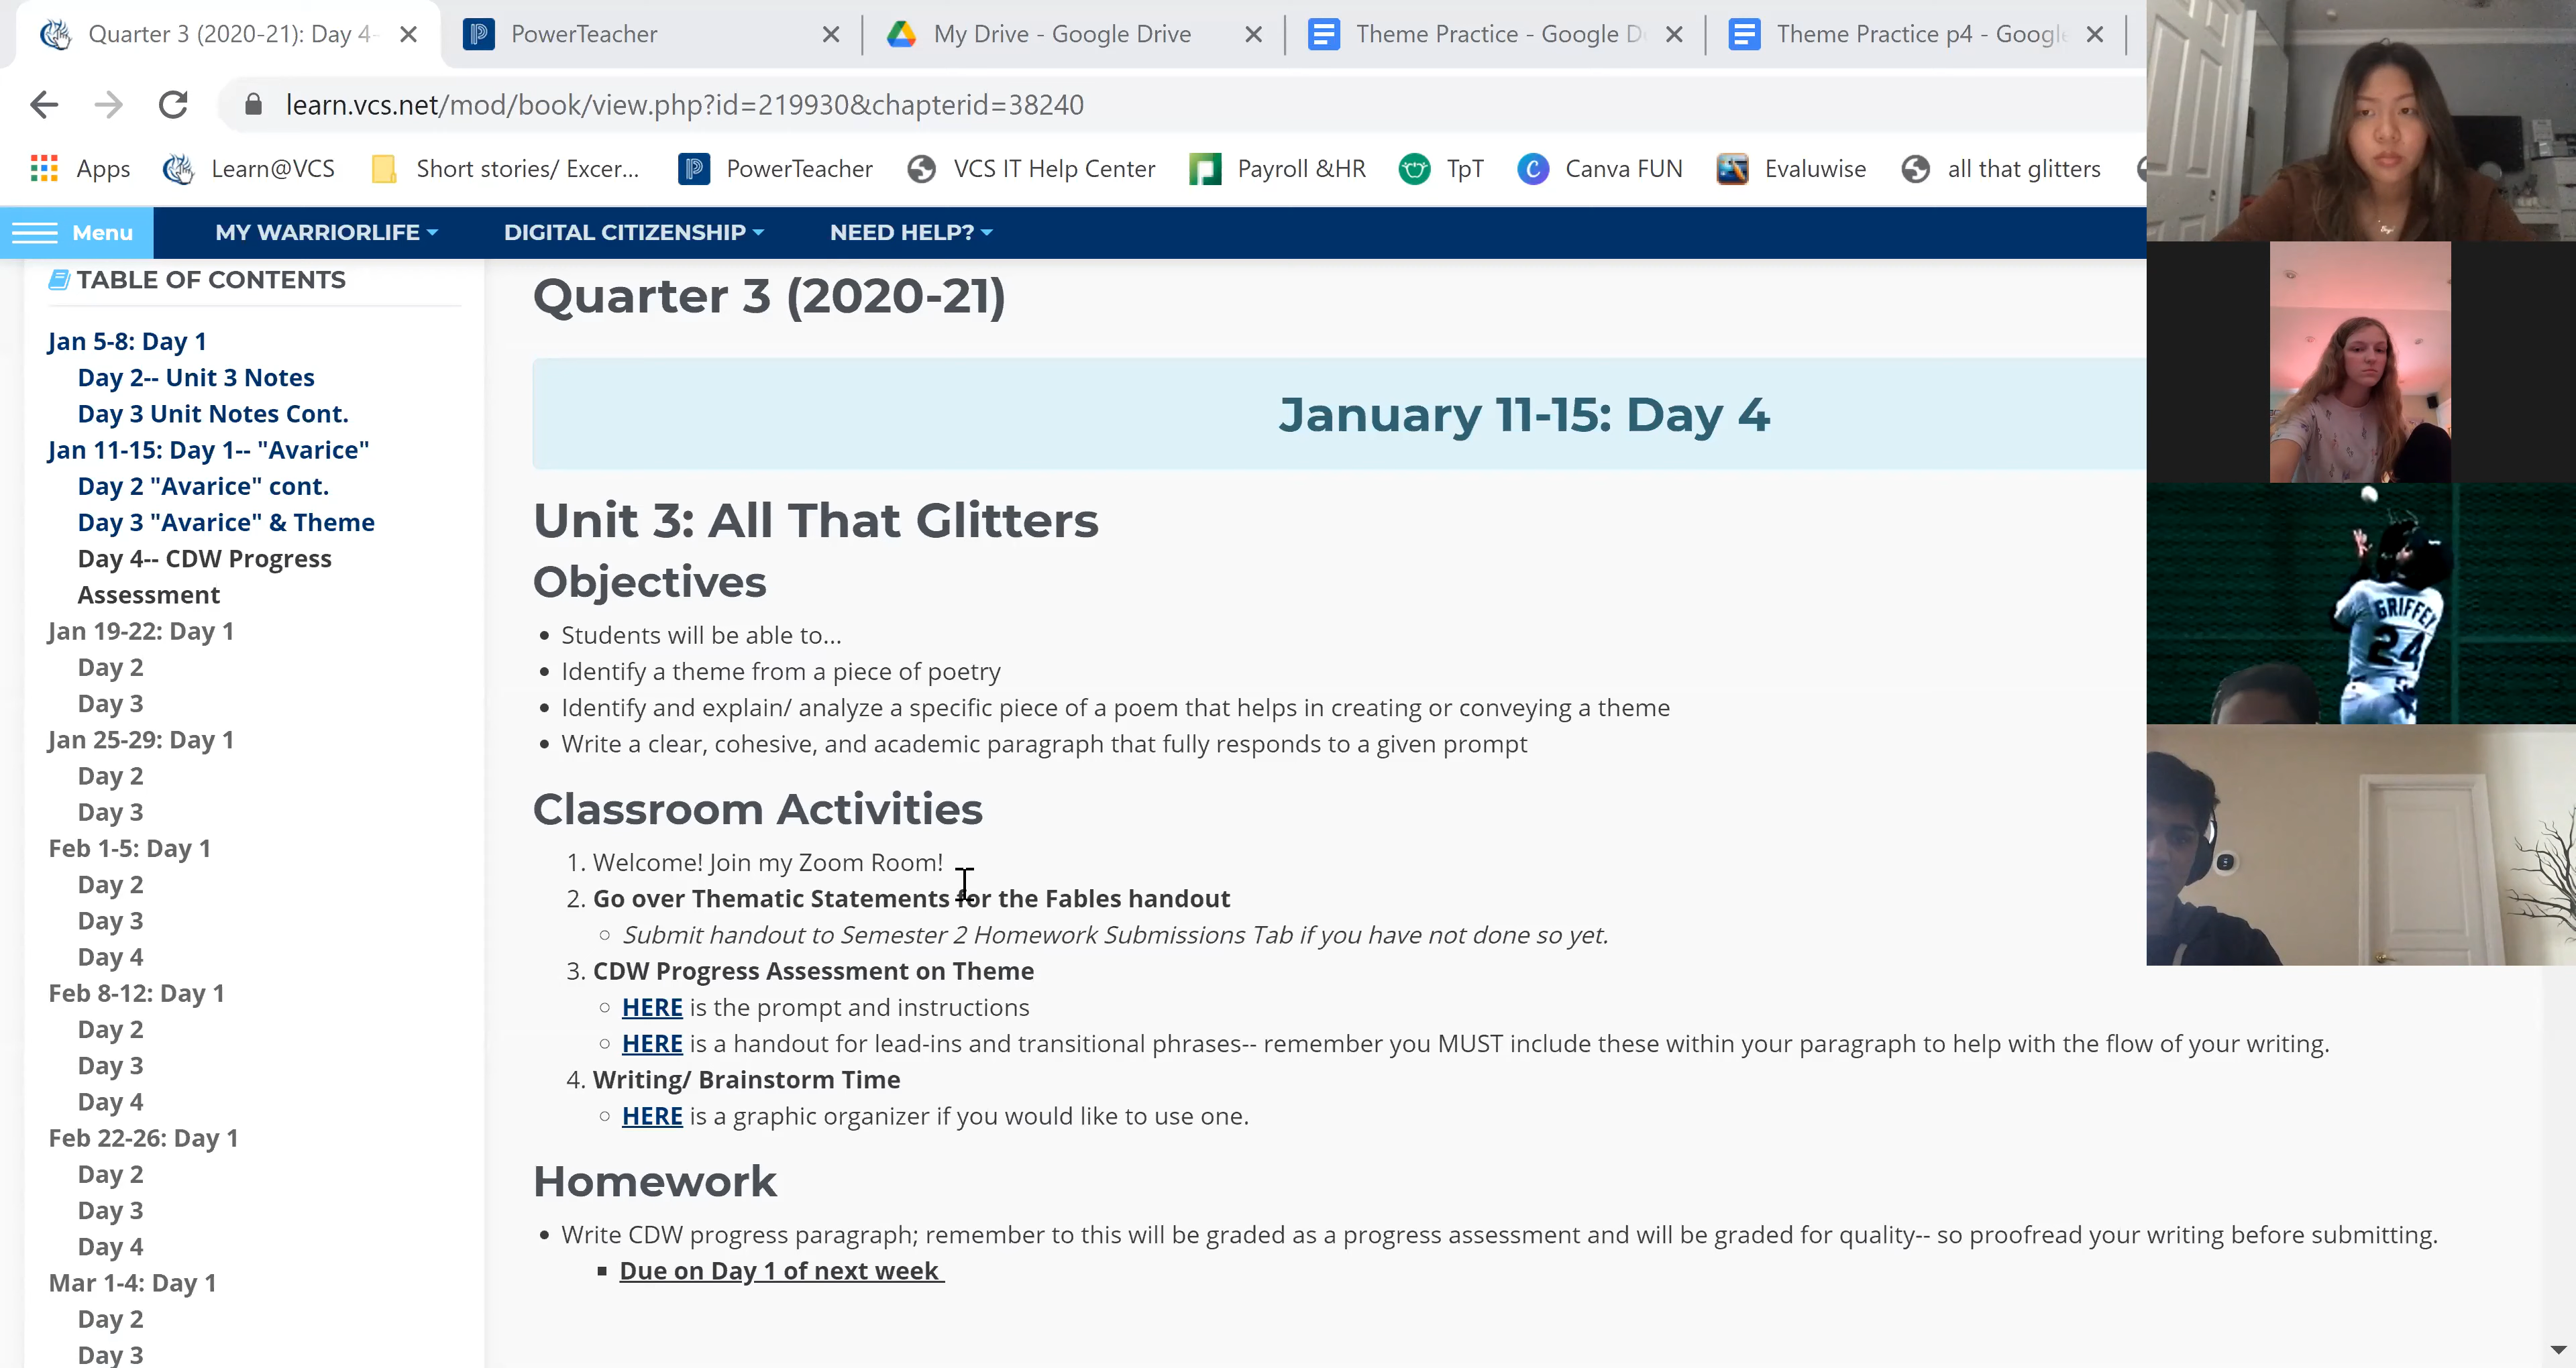 Quarter 3 (2020-21): Day 4-
PowerTeacher
My Drive - Google Drive
Theme Practice - Google D
Theme Practice p4 - Google
learn.vcs.net/mod/book/view.php?id=219930&chapterid=38240
Apps
Learn@VCS
Short stories/ Excer...
PowerTeacher
VCS IT Help Center
Payroll &HR
TpT
Canva FUN
Evaluwise
all that glitters
Menu
MY WARRIORLIFE
DIGITAL CITIZENSHIP
NEED HELP?
TABLE OF CONTENTS
Jan 5-8: Day 1
Day 2-- Unit 3 Notes
Day 3 Unit Notes Cont.
Jan 11-15: Day 1-- "Avarice"
Day 2 "Avarice" cont.
Day 3 "Avarice" & Theme
Day 4-- CDW Progress
Assessment
Jan 19-22: Day 1
Day 2
Day 3
Jan 25-29: Day 1
Day 2
Day 3
Feb 1-5: Day 1
Day 2
Day 3
Day 4
Feb 8-12: Day 1
Day 2
Day 3
Day 4
Feb 22-26: Day 1
Day 2
Day 3
Day 4
Mar 1-4: Day 1
Day 2
Day 3
Quarter 3 (2020-21)
January 11-15: Day 4
Unit 3: All That Glitters
Objectives
Students will be able to...
Identify a theme from a piece of poetry
Identify and explain/ analyze a specific piece of a poem that helps in creating or conveying a theme
Write a clear, cohesive, and academic paragraph that fully responds to a given prompt
Classroom Activities
1. Welcome! Join my Zoom Room!
2. Go over Thematic Statements for the Fables handout
Submit handout to Semester 2 Homework Submissions Tab if you have not done so yet.
3. CDW Progress Assessment on Theme
HERE is the prompt and instructions
HERE is a handout for lead-ins and transitional phrases-- remember you MUST include these within your paragraph to help with the flow of your writing.
4. Writing/ Brainstorm Time
HERE is a graphic organizer if you would like to use one.
Homework
Write CDW progress paragraph; remember to this will be graded as a progress assessment and will be graded for quality-- so proofread your writing before submitting.
Due on Day 1 of next week
GRIFFEY
24